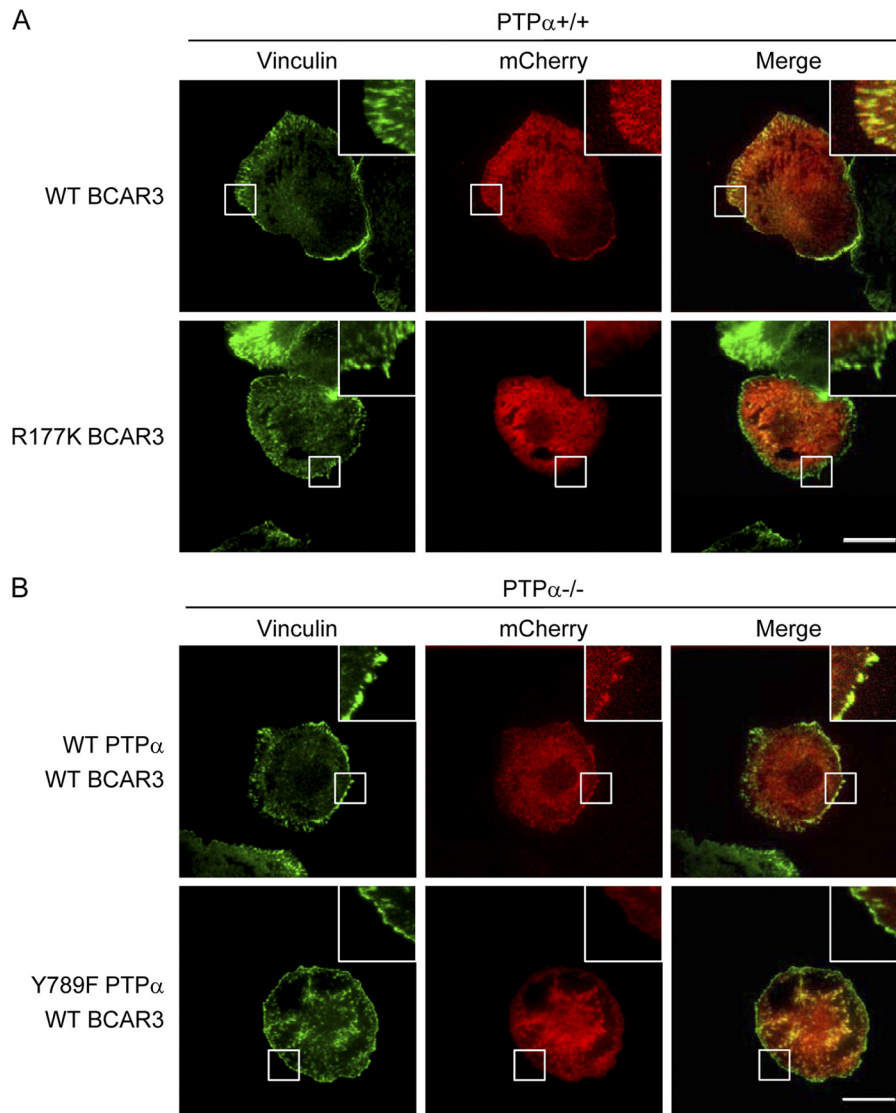 A
PTPα+/+
Vinculin mCherry Merge
WT BCAR3
R177K BCAR3
B
PTPα-/-
Vinculin mCherry Merge
WT PTPα
WT BCAR3
Y789F PTPα
WT BCAR3